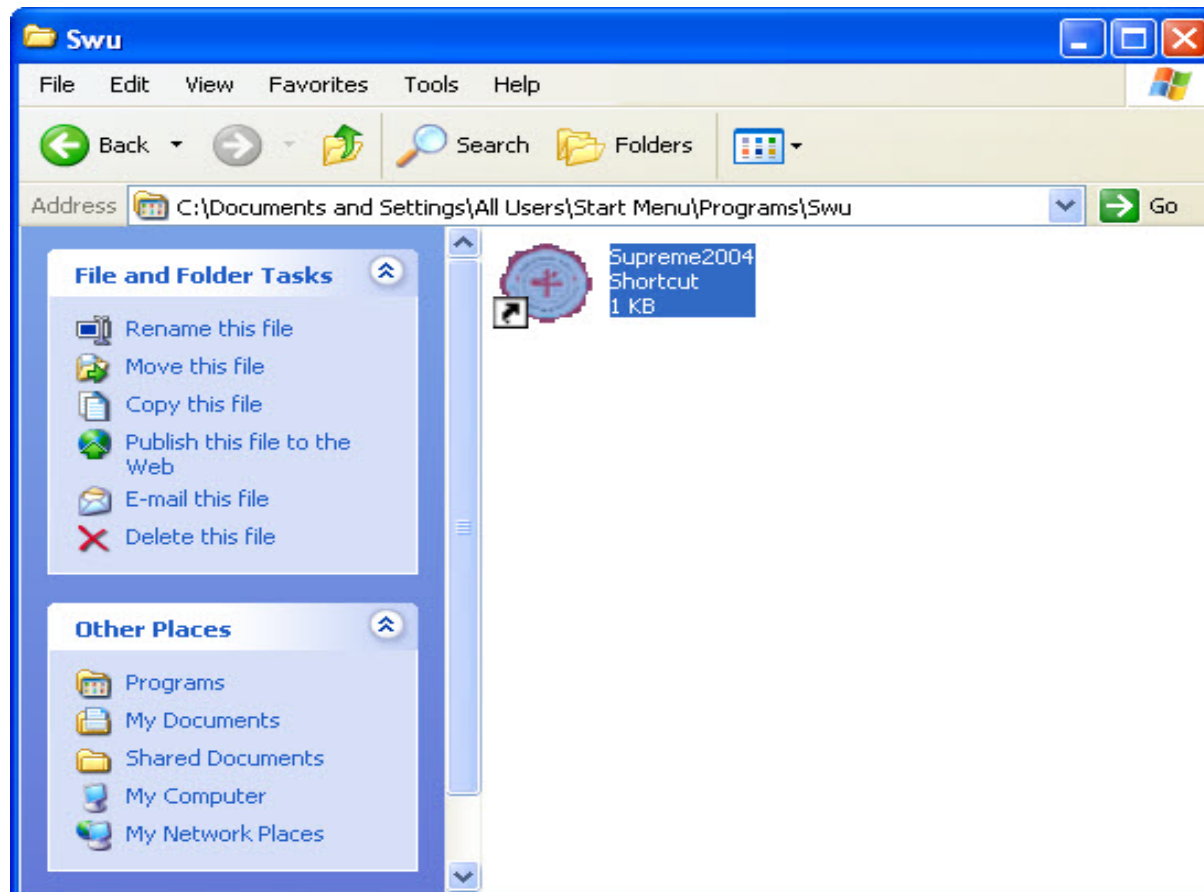 Swu
File Edit View Favorites Tools Help
Back Search Folders
Address C:\Documents and Settings\All Users\Start Menu\Programs\Swu Go
File and Folder Tasks
Rename this file
Move this file
Copy this file
Publish this file to the
Web
E-mail this file
Delete this file
Other Places
Programs
My Documents
Shared Documents
My Computer
My Network Places
Supreme2004
Shortcut
1 KB